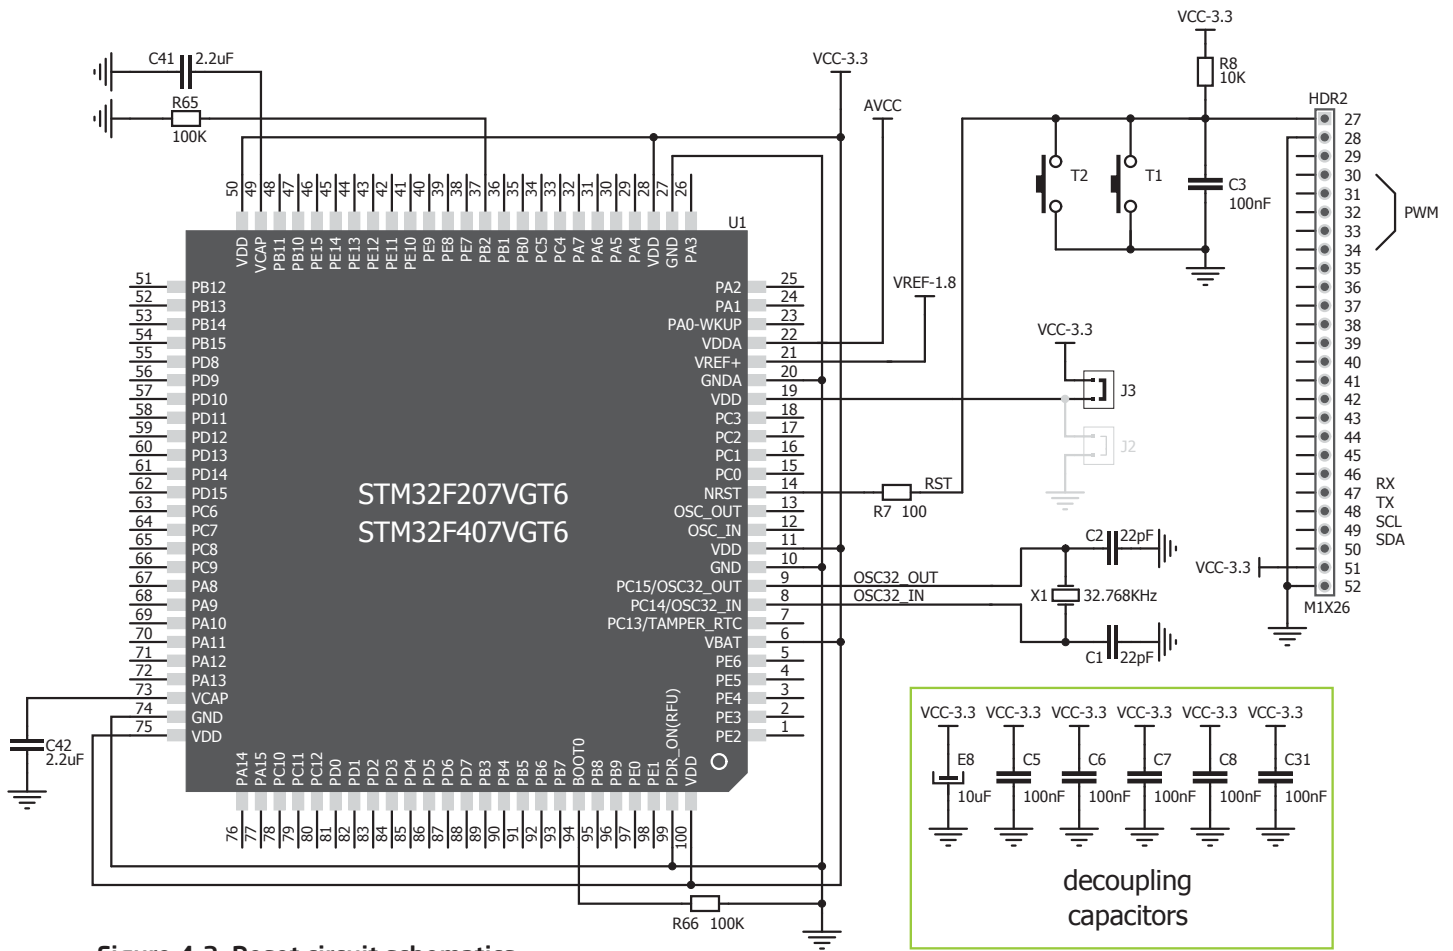 VCC-3.3
C41 2.2uF
VCC-3.3
R8
10K
R65
100K
AVCC
HDR2
27
28
29
30
31
32
33
34
35
36
37
38
39
40
41
42
43
44
45
46
47
48
49
50
51
52
M1X26
PWM
RX
TX
SCL
SDA
VCC-3.3
T2
T1
C3
100nF
50 49 48 47 46 45 44 43 42 41 40 39 38 37 36 35 34 33 32 31 30 29 28 27 26
U1
VDD VCAP PB11 PB10 PE15 PE14 PE13 PE12 PE11 PE10 PE9 PE8 PE7 PB2 PB1 PB0 PC5 PC4 PA7 PA6 PA5 PA4 VDD GND PA3
51 PB12
52 PB13
53 PB14
54 PB15
55 PD8
56 PD9
57 PD10
58 PD11
59 PD12
60 PD13
61 PD14
62 PD15
63 PC6
64 PC7
65 PC8
66 PC9
67 PA8
68 PA9
69 PA10
70 PA11
71 PA12
72 PA13
73 VCAP
74 GND
75 VDD
STM32F207VGT6
STM32F407VGT6
PA2 25
PA1 24
PA0-WKUP 23
VDDA 22
VREF+ 21
GNDA 20
VDD 19
PC3 18
PC2 17
PC1 16
PC0 15
NRST 14
OSC_OUT 13
OSC_IN 12
VDD 11
GND 10
PC15/OSC32_OUT 9
PC14/OSC32_IN 8
PC13/TAMPER_RTC 7
VBAT 6
PE6 5
PE5 4
PE4 3
PE3 2
PE2 1
VREF-1.8
VCC-3.3
J3
J2
RST
R7 100
OSC32_OUT
OSC32_IN
C2 22pF
X1 32.768KHz
C1 22pF
C42
2.2uF
PA14 PA15 PC10 PC11 PC12 PD0 PD1 PD2 PD3 PD4 PD5 PD6 PD7 PB3 PB4 PB5 PB6 PB7 BOOT0 PB8 PB9 PE0 PE1 PDR_ON(RFU) VDD
76 77 78 79 80 81 82 83 84 85 86 87 88 89 90 91 92 93 94 95 96 97 98 99 100
R66 100K
VCC-3.3 VCC-3.3 VCC-3.3 VCC-3.3 VCC-3.3 VCC-3.3
E8 C5 C6 C7 C8 C31
10uF 100nF 100nF 100nF 100nF 100nF
decoupling
capacitors
Figure 4-2. Reset circuit schematics